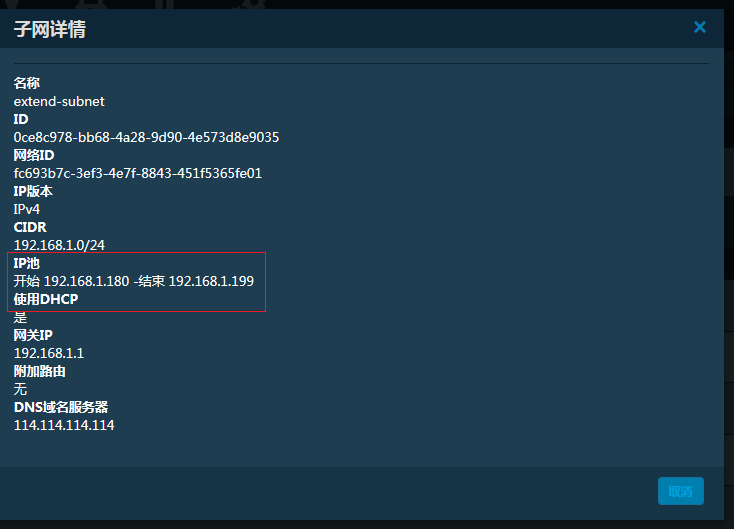 子网详情
×
名称
extend-subnet
ID
0ce8c978-bb68-4a28-9d90-4e573d8e9035
网络ID
fc693b7c-3ef3-4e7f-8843-451f5365fe01
IP版本
IPv4
CIDR
192.168.1.0/24
IP池
开始 192.168.1.180 -结束 192.168.1.199
使用DHCP
是
网关IP
192.168.1.1
附加路由
无
DNS域名服务器
114.114.114.114
取消